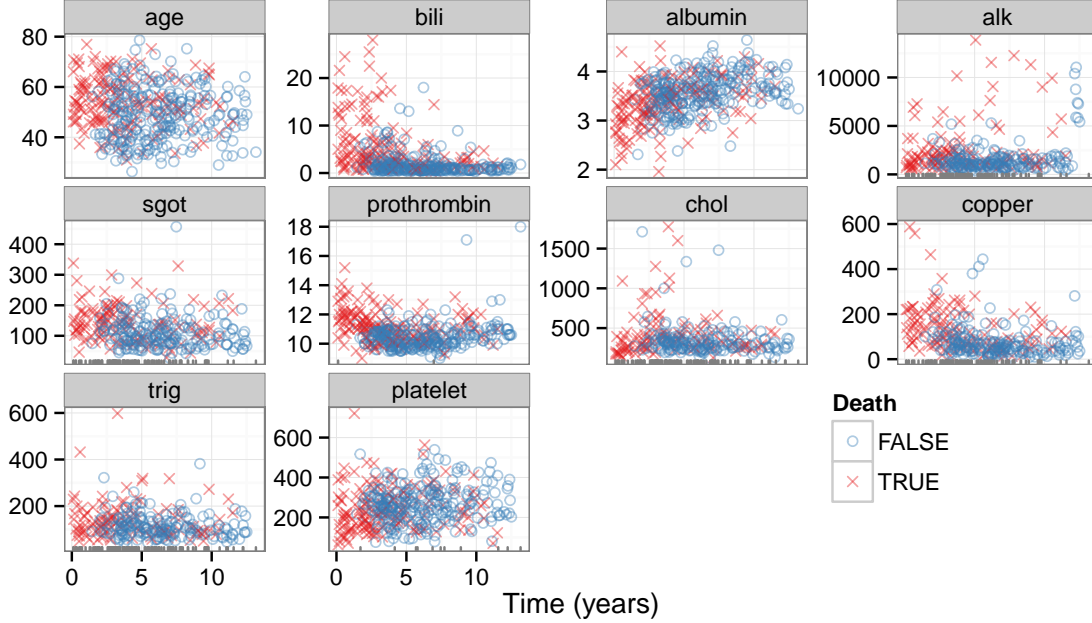 age
bili
albumin
alk
80
60
40
20
10
0
4
3
2
10000
5000
0
sgot
prothrombin
chol
copper
400
300
200
100
18
16
14
12
10
1500
1000
500
600
400
200
0
trig
platelet
600
400
200
600
400
200
0 5 10
0 5 10
Time (years)
Death
FALSE
TRUE